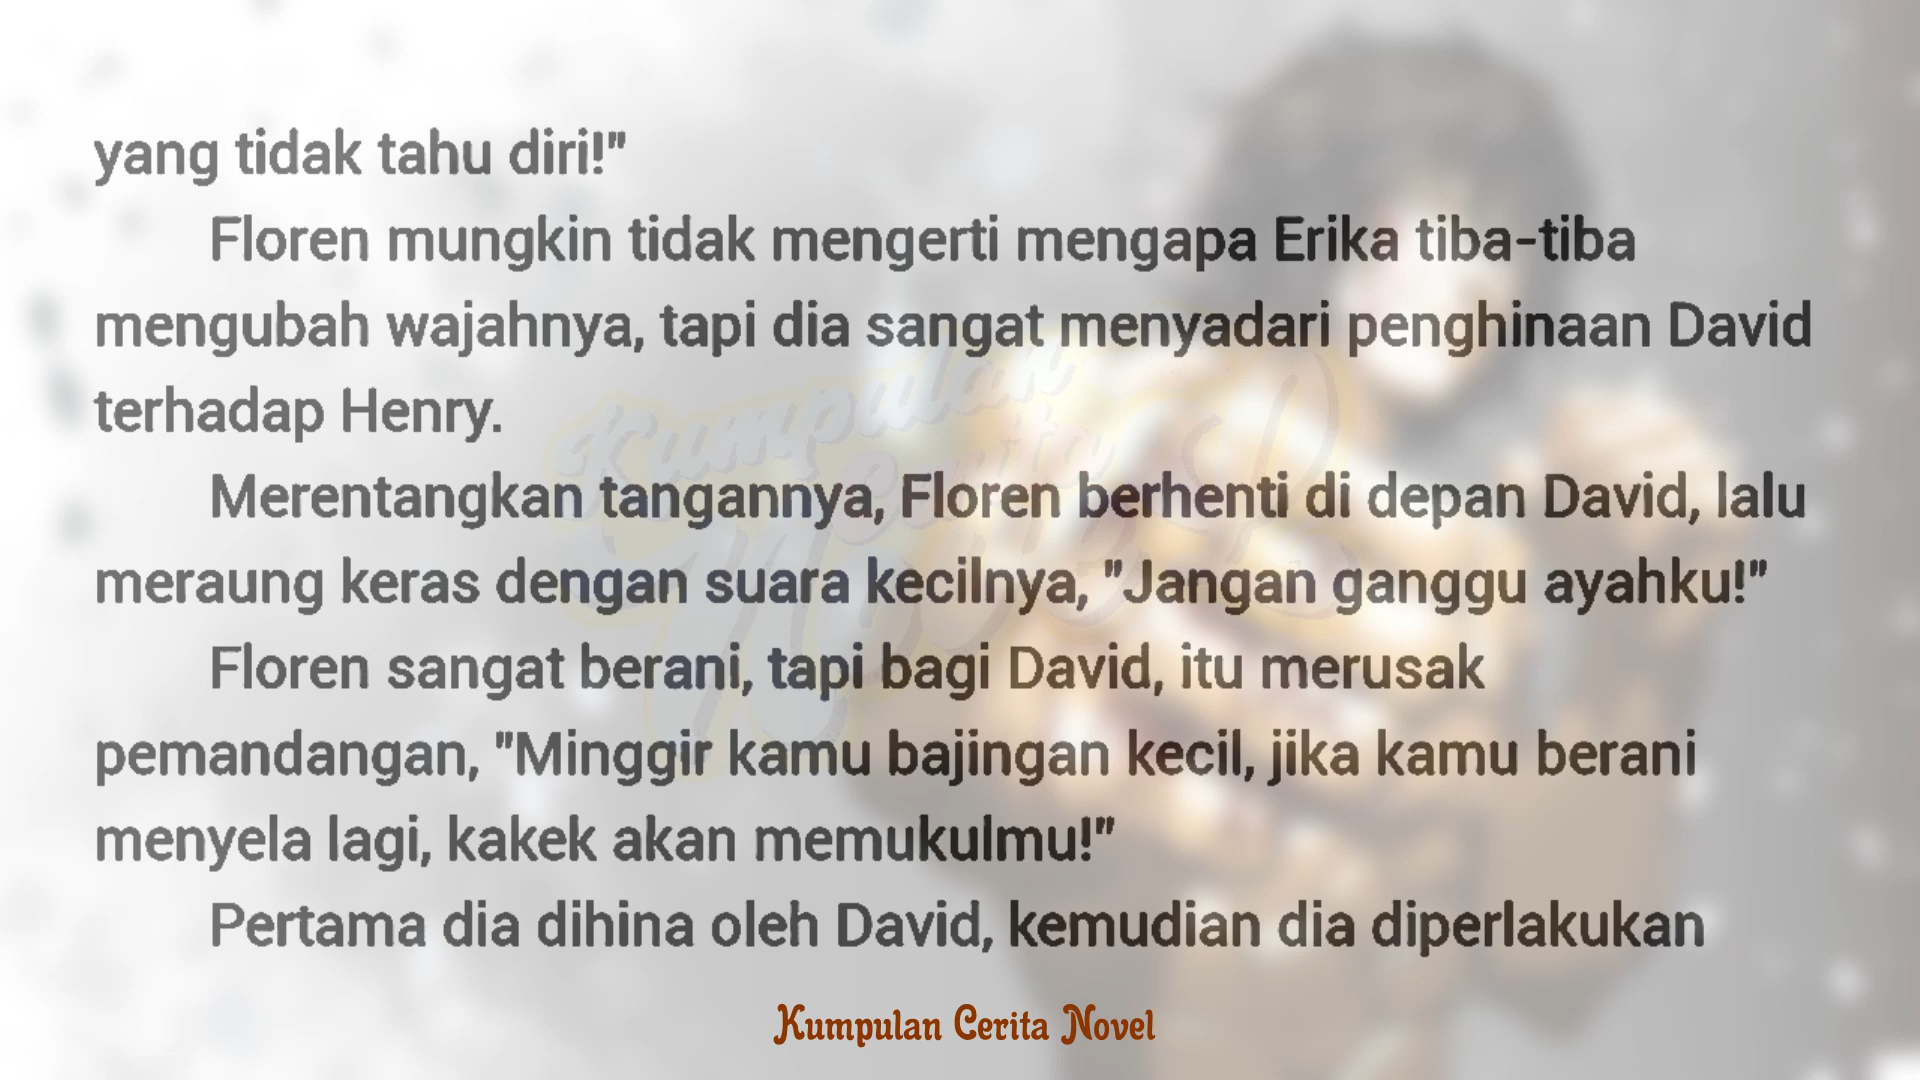 yang tidak tahu diri!"
Floren mungkin tidak mengerti mengapa Erika tiba-tiba
mengubah wajahnya, tapi dia sangat menyadari penghinaan David
terhadap Henry.
Merentangkan tangannya, Floren berhenti di depan David, lalu
meraung keras dengan suara kecilnya, "Jangan ganggu ayahku!"
Floren sangat berani, tapi bagi David, itu merusak
pemandangan, "Minggir kamu bajingan kecil, jika kamu berani
menyela lagi, kakek akan memukulmu!"
Pertama dia dihina oleh David, kemudian dia diperlakukan
Kumpulan
Cerita
Novel
Kumpulan Cerita Novel